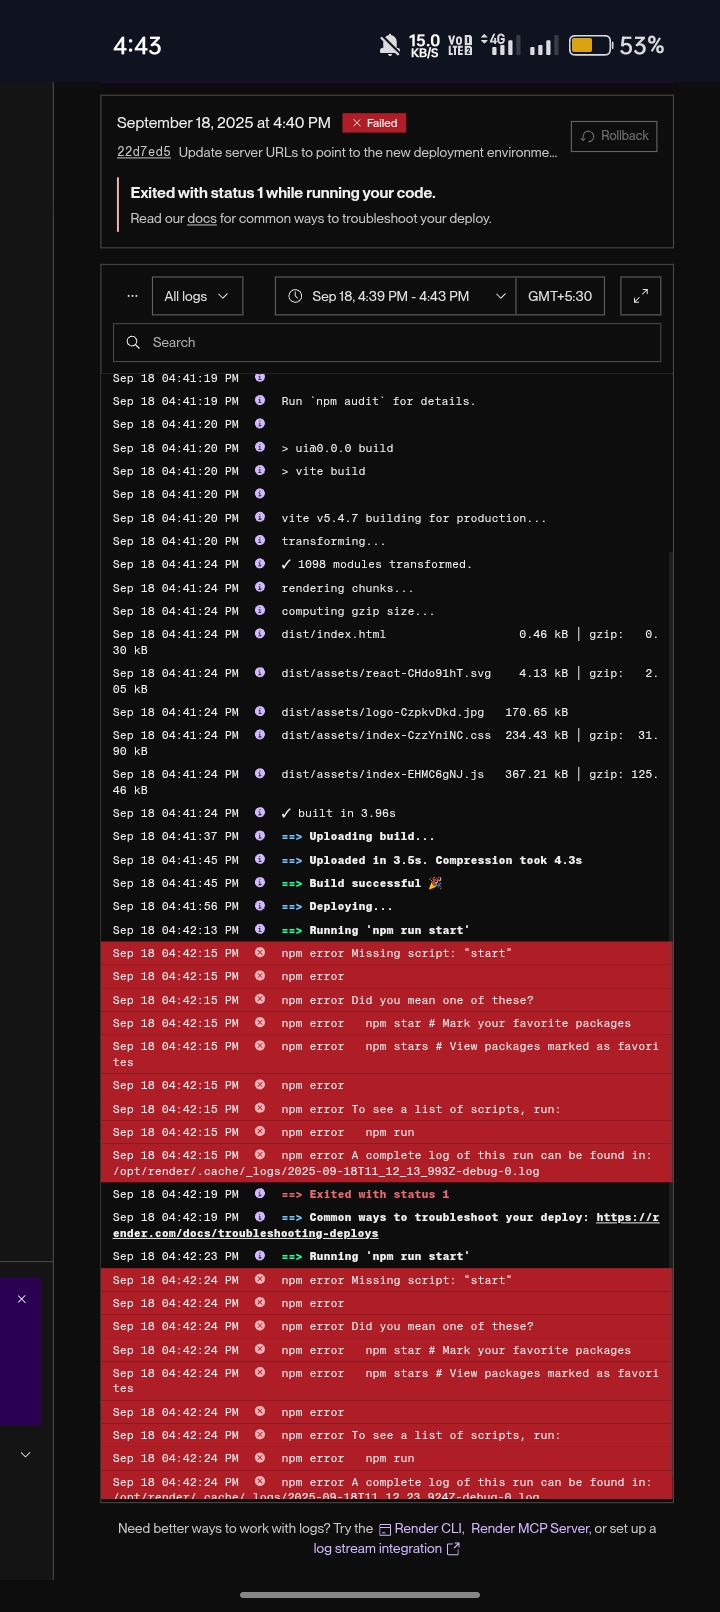 4:43
15.0 KB/S
Vo LTE 2
4G
53%
September 18, 2025 at 4:40 PM
Failed
Rollback
22d7ed5 Update server URLs to point to the new deployment environme...
Exited with status 1 while running your code.
Read our docs for common ways to troubleshoot your deploy.
... All logs
Sep 18, 4:39 PM - 4:43 PM
GMT+5:30
Search
Sep 18 04:41:19 PM
Sep 18 04:41:19 PM Run `npm audit` for details.
Sep 18 04:41:20 PM
Sep 18 04:41:20 PM > uia@0.0.0 build
Sep 18 04:41:20 PM > vite build
Sep 18 04:41:20 PM
Sep 18 04:41:20 PM vite v5.4.7 building for production...
Sep 18 04:41:20 PM transforming...
Sep 18 04:41:24 PM ✓ 1098 modules transformed.
Sep 18 04:41:24 PM rendering chunks...
Sep 18 04:41:24 PM computing gzip size...
Sep 18 04:41:24 PM dist/index.html 0.46 kB │ gzip: 0.
30 kB
Sep 18 04:41:24 PM dist/assets/react-CHdo91hT.svg 4.13 kB │ gzip: 2.
05 kB
Sep 18 04:41:24 PM dist/assets/logo-CzpkvDkd.jpg 170.65 kB
Sep 18 04:41:24 PM dist/assets/index-CzzYniNC.css 234.43 kB │ gzip: 31.
90 kB
Sep 18 04:41:24 PM dist/assets/index-EHMC6gNJ.js 367.21 kB │ gzip: 125.
46 kB
Sep 18 04:41:24 PM ✓ built in 3.96s
Sep 18 04:41:37 PM ==> Uploading build...
Sep 18 04:41:45 PM ==> Uploaded in 3.5s. Compression took 4.3s
Sep 18 04:41:45 PM ==> Build successful 🎉
Sep 18 04:41:56 PM ==> Deploying...
Sep 18 04:42:13 PM ==> Running 'npm run start'
Sep 18 04:42:15 PM npm error Missing script: "start"
Sep 18 04:42:15 PM npm error
Sep 18 04:42:15 PM npm error Did you mean one of these?
Sep 18 04:42:15 PM npm error npm star # Mark your favorite packages
Sep 18 04:42:15 PM npm error npm stars # View packages marked as favori
tes
Sep 18 04:42:15 PM npm error
Sep 18 04:42:15 PM npm error To see a list of scripts, run:
Sep 18 04:42:15 PM npm error npm run
Sep 18 04:42:15 PM npm error A complete log of this run can be found in:
/opt/render/.cache/_logs/2025-09-18T11_12_13_993Z-debug-0.log
Sep 18 04:42:19 PM ==> Exited with status 1
Sep 18 04:42:19 PM ==> Common ways to troubleshoot your deploy: https://r
ender.com/docs/troubleshooting-deploys
Sep 18 04:42:23 PM ==> Running 'npm run start'
Sep 18 04:42:24 PM npm error Missing script: "start"
Sep 18 04:42:24 PM npm error
Sep 18 04:42:24 PM npm error Did you mean one of these?
Sep 18 04:42:24 PM npm error npm star # Mark your favorite packages
Sep 18 04:42:24 PM npm error npm stars # View packages marked as favori
tes
Sep 18 04:42:24 PM npm error
Sep 18 04:42:24 PM npm error To see a list of scripts, run:
Sep 18 04:42:24 PM npm error npm run
Sep 18 04:42:24 PM npm error A complete log of this run can be found in:
/opt/render/.cache/_logs/2025-09-18T11_12_23_924Z-debug-0.log
Need better ways to work with logs? Try the Render CLI, Render MCP Server, or set up a
log stream integration